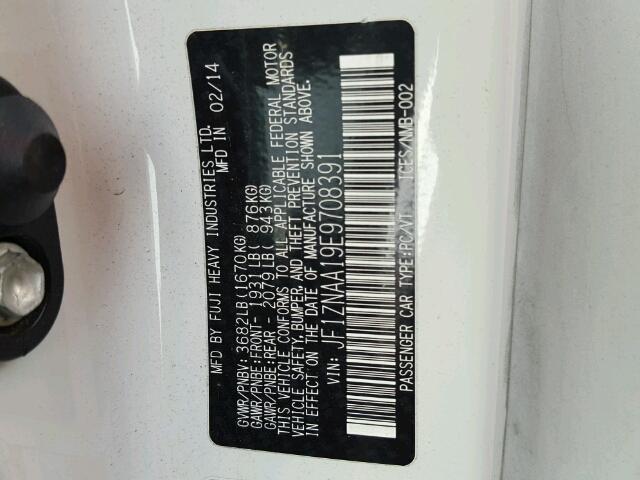 MFD BY FUJI HEAVY INDUSTRIES LTD.
MFD IN 02/14
GVWR/PNBV: 3682LB(1670KG)
GAWR/PNBE:FRONT- 1931LB( 876KG)
GAWR/PNBE:REAR - 2079LB( 943KG)
THIS VEHICLE CONFORMS TO ALL APPLICABLE FEDERAL MOTOR
VEHICLE SAFETY, BUMPER, AND THEFT PREVENTION STANDARDS
IN EFFECT ON THE DATE OF MANUFACTURE SHOWN ABOVE.
VIN: JF1ZNAA19E9708391
PASSENGER CAR TYPE:PC/VT ICES/NMB-002